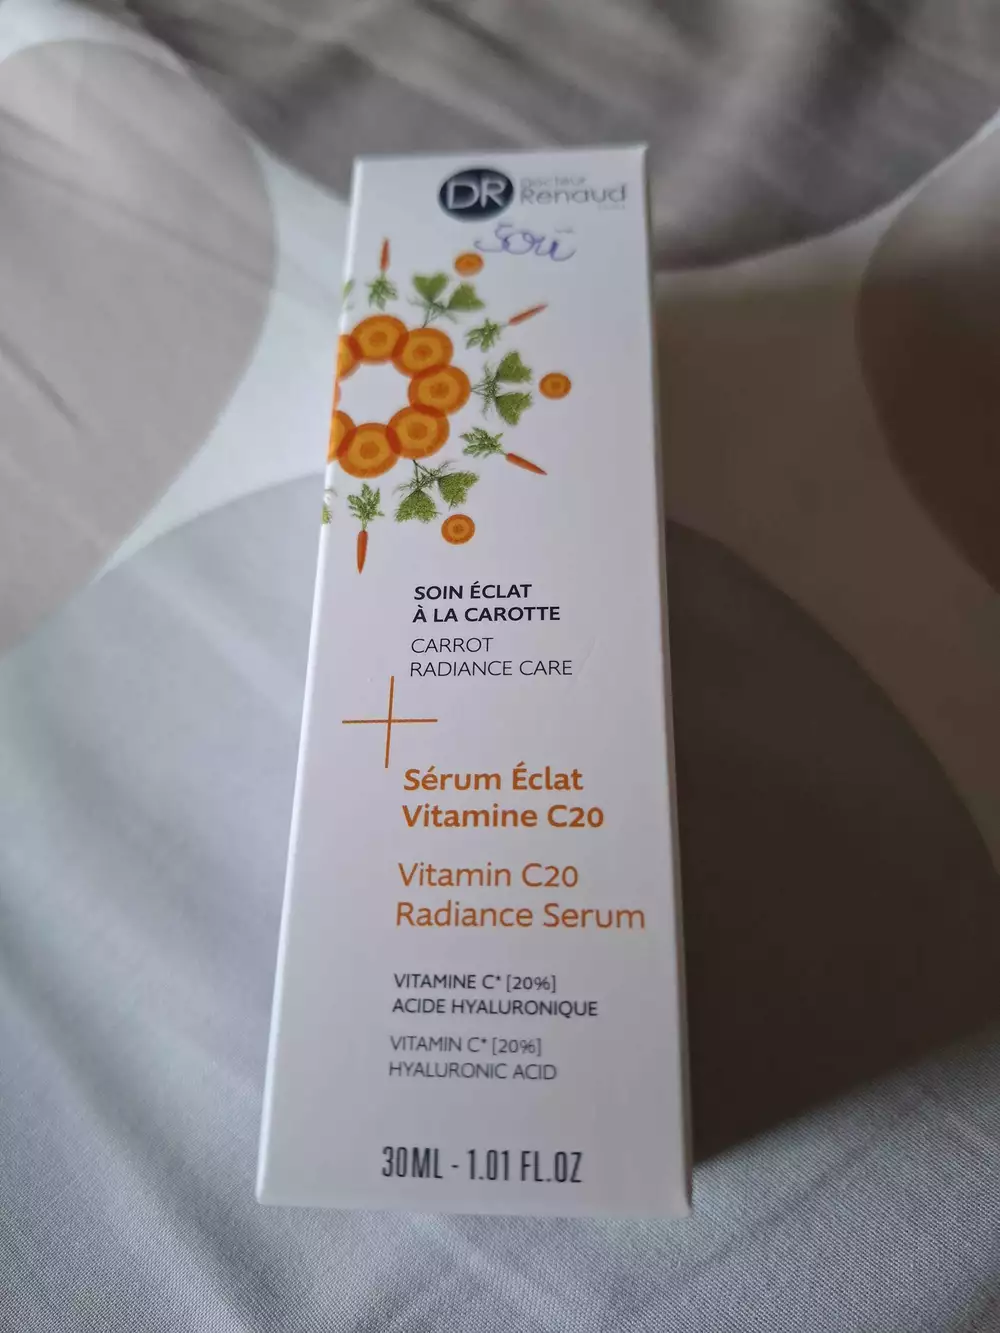 DR Docteur
Renaud
Soir
SOIN ÉCLAT
À LA CAROTTE
CARROT
RADIANCE CARE
Sérum Éclat
Vitamine C20
Vitamin C20
Radiance Serum
VITAMINE C* [20%]
ACIDE HYALURONIQUE
VITAMIN C* [20%]
HYALURONIC ACID
30ML - 1.01 FL.OZ